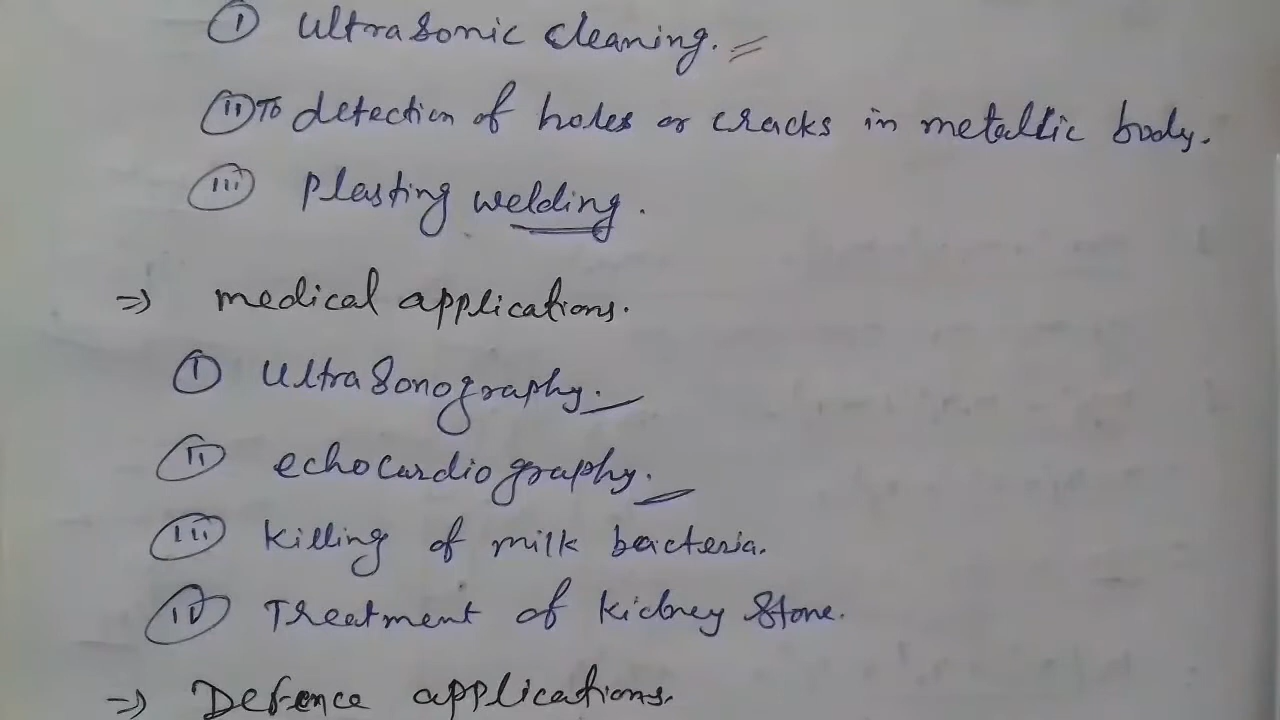 (i) Ultrasonic cleaning.
(ii) To detection of holes or cracks in metallic body.
(iii) Plasting welding.
⇒ medical applications.
(i) Ultrasonography.
(ii) echocardiography.
(iii) Killing of milk bacteria.
(iv) Treatment of kidney stone.
⇒ Defence applications.